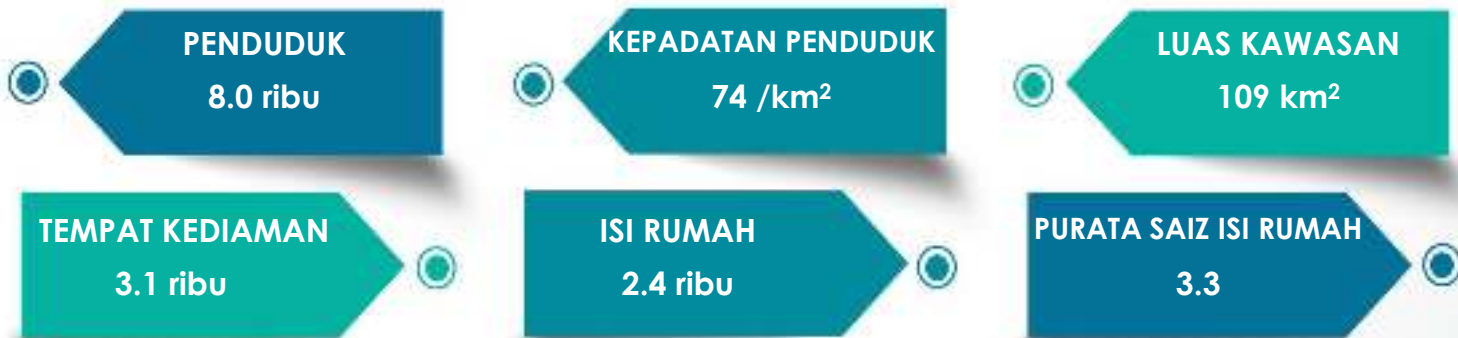 PENDUDUK
8.0 ribu
KEPADATAN PENDUDUK
74 /km²
LUAS KAWASAN
109 km²
TEMPAT KEDIAMAN
3.1 ribu
ISI RUMAH
2.4 ribu
PURATA SAIZ ISI RUMAH
3.3